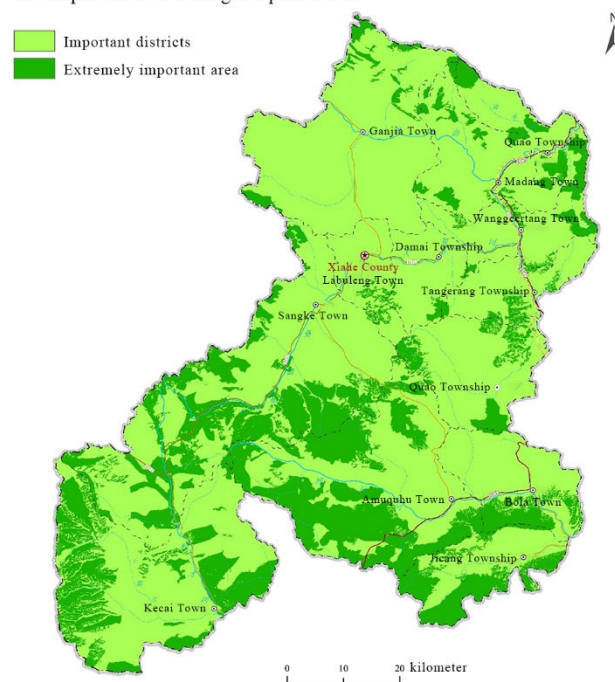 N
Important districts
Extremely important area
Ganjia Town
Quao Township
Madang Town
Wanggeertang Town
Damai Township
Xiahe County
Labuleng Town
Tangerang Township
Sangke Town
Quao Township
Amuquhu Town
Bola Town
Jicang Township
Kecai Town
0 10 20 kilometer